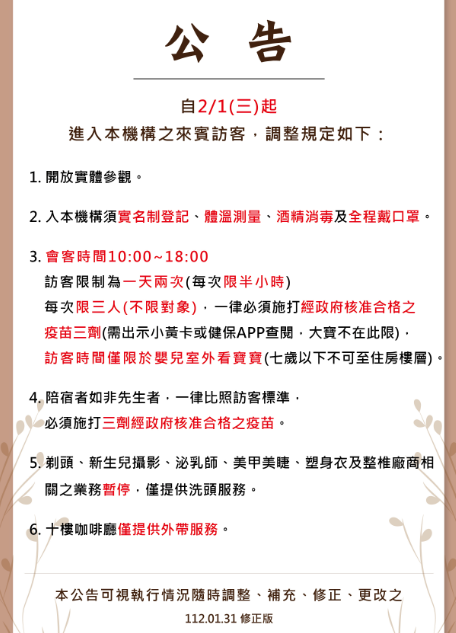 公 告
自2/1(三)起
進入本機構之來賓訪客，調整規定如下：
1. 開放實體參觀。
2. 入本機構須實名制登記、體溫測量、酒精消毒及全程戴口罩。
3. 會客時間10:00~18:00
訪客限制為一天兩次(每次限半小時)
每次限三人(不限對象)，一律必須施打經政府核准合格之
疫苗三劑(需出示小黃卡或健保APP查閱，大寶不在此限)，
訪客時間僅限於嬰兒室外看寶寶(七歲以下不可至住房樓層)。
4. 陪宿者如非先生者，一律比照訪客標準，
必須施打三劑經政府核准合格之疫苗。
5. 剃頭、新生兒攝影、泌乳師、美甲美睫、塑身衣及整椎廠商相
關之業務暫停，僅提供洗頭服務。
6. 十樓咖啡廳僅提供外帶服務。
本公告可視執行情況隨時調整、補充、修正、更改之
112.01.31 修正版